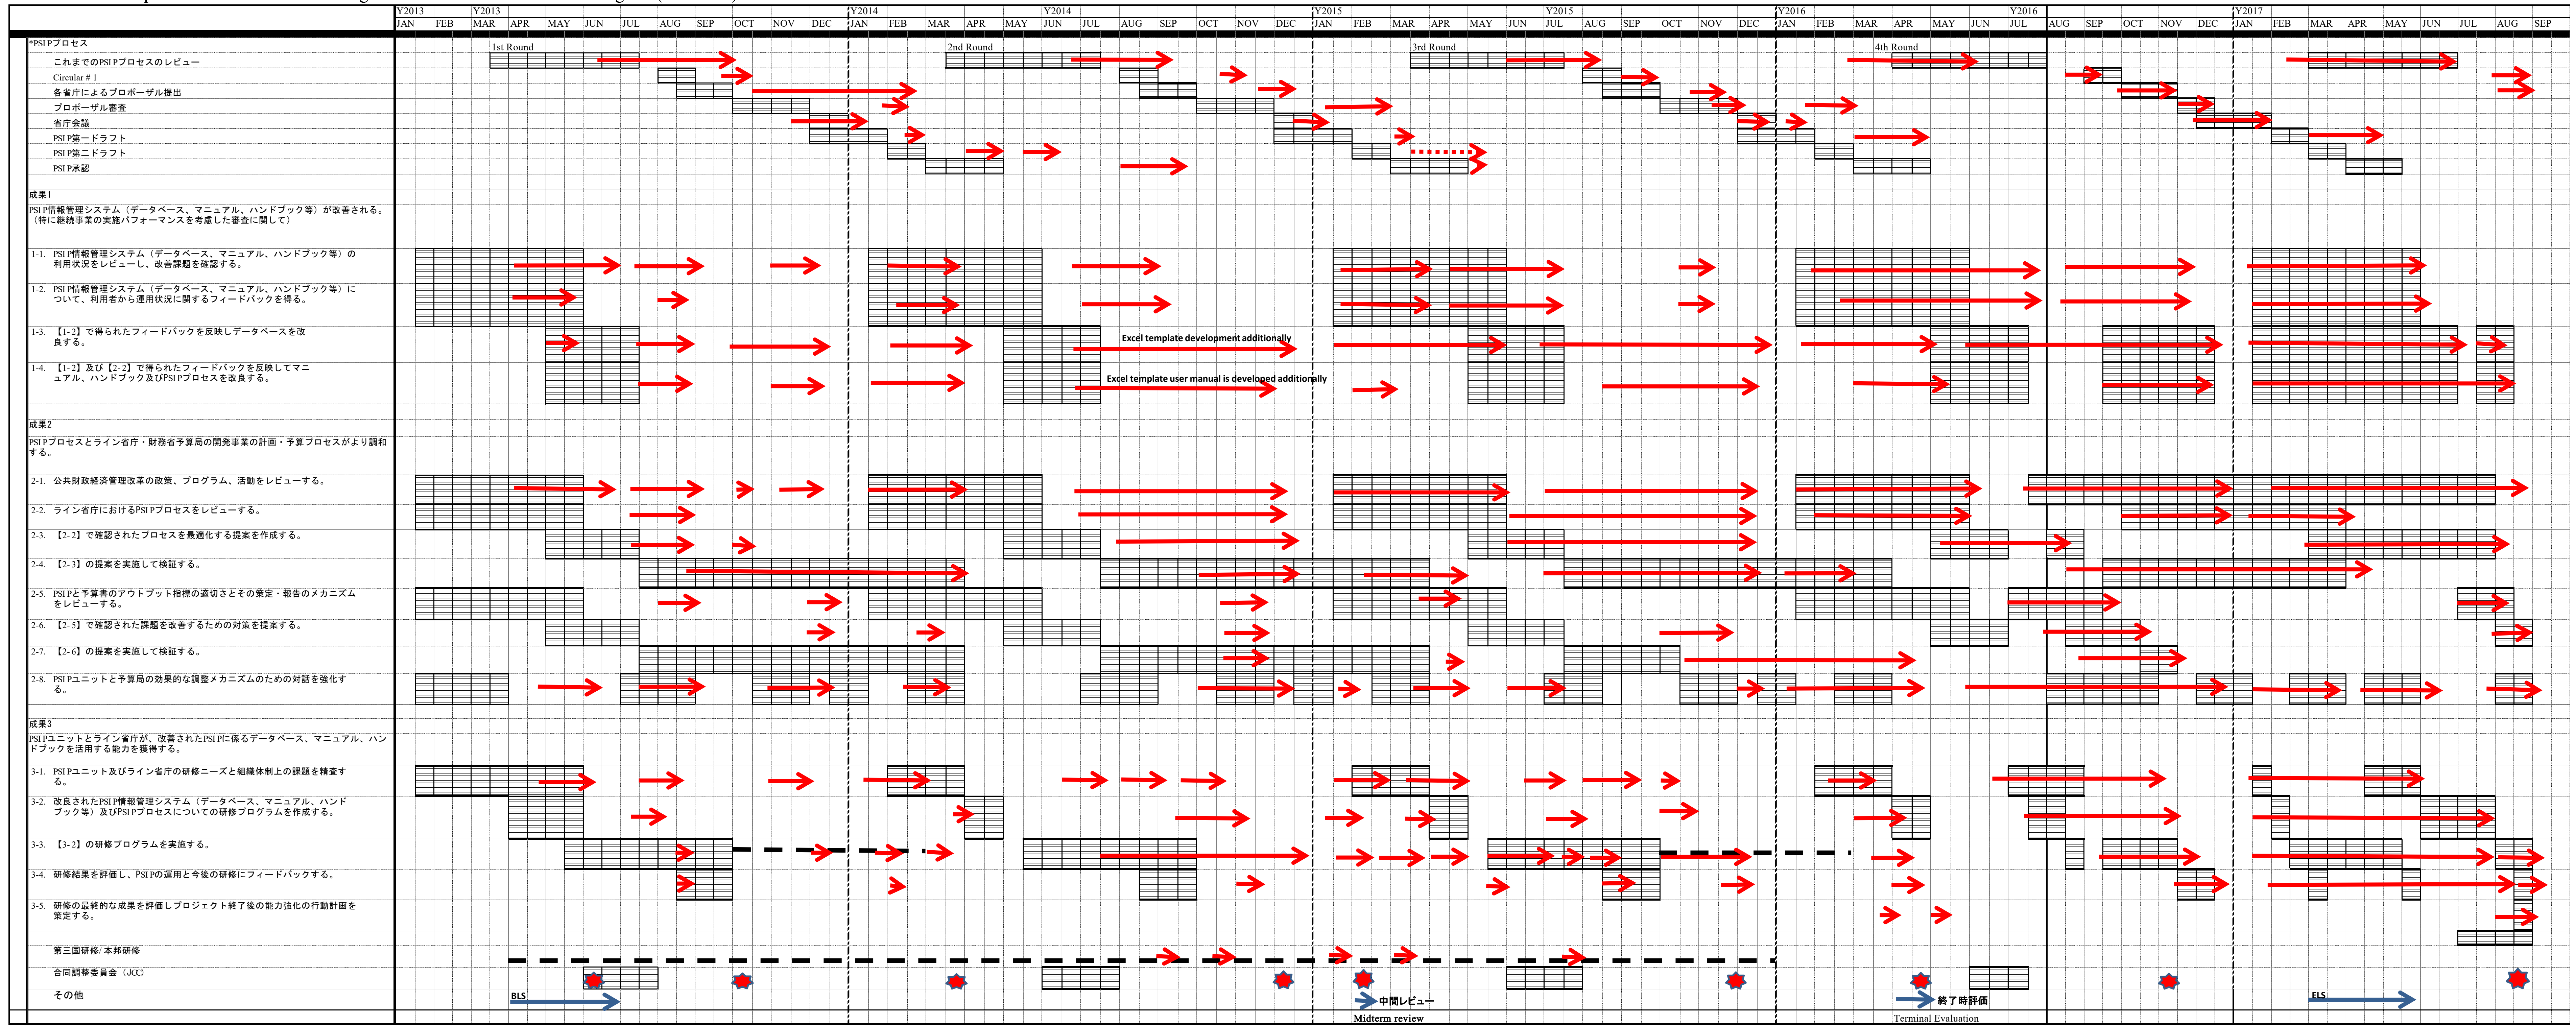 Y2013 Y2013 Y2014 Y2014 Y2015 Y2015 Y2016 Y2016 Y2017
JAN FEB MAR APR MAY JUN JUL AUG SEP OCT NOV DEC JAN FEB MAR APR MAY JUN JUL AUG SEP OCT NOV DEC JAN FEB MAR APR MAY JUN JUL AUG SEP OCT NOV DEC JAN FEB MAR APR MAY JUN JUL AUG SEP OCT NOV DEC JAN FEB MAR APR MAY JUN JUL AUG SEP
*PSIPプロセス
1st Round 2nd Round 3rd Round 4th Round
これまでのPSIPプロセスのレビュー
Circular # 1
各省庁によるプロポーザル提出
プロポーザル審査
省庁会議
PSIP第一ドラフト
PSIP第二ドラフト
PSIP承認
成果1
PSIP情報管理システム（データベース、マニュアル、ハンドブック等）が改善される。
（特に継続事業の実施パフォーマンスを考慮した審査に関して）
1-1. PSIP情報管理システム（データベース、マニュアル、ハンドブック等）の
利用状況をレビューし、改善課題を確認する。
1-2. PSIP情報管理システム（データベース、マニュアル、ハンドブック等）に
ついて、利用者から運用状況に関するフィードバックを得る。
1-3. 【1-2】で得られたフィードバックを反映しデータベースを改
良する。
Excel template development additionally
1-4. 【1-2】及び【2-2】で得られたフィードバックを反映してマニ
ュアル、ハンドブック及びPSIPプロセスを改良する。
Excel template user manual is developed additionally
成果2
PSIPプロセスとライン省庁・財務省予算局の開発事業の計画・予算プロセスがより調和
する。
2-1. 公共財政経済管理改革の政策、プログラム、活動をレビューする。
2-2. ライン省庁におけるPSIPプロセスをレビューする。
2-3. 【2-2】で確認されたプロセスを最適化する提案を作成する。
2-4. 【2-3】の提案を実施して検証する。
2-5. PSIPと予算書のアウトプット指標の適切さとその策定・報告のメカニズム
をレビューする。
2-6. 【2-5】で確認された課題を改善するための対策を提案する。
2-7. 【2-6】の提案を実施して検証する。
2-8. PSIPユニットと予算局の効果的な調整メカニズムのための対話を強化す
る。
成果3
PSIPユニットとライン省庁が、改善されたPSIPに係るデータベース、マニュアル、ハン
ドブックを活用する能力を獲得する。
3-1. PSIPユニット及びライン省庁の研修ニーズと組織体制上の課題を精査す
る。
3-2. 改良されたPSIP情報管理システム（データベース、マニュアル、ハンド
ブック等）及びPSIPプロセスについての研修プログラムを作成する。
3-3. 【3-2】の研修プログラムを実施する。
3-4. 研修結果を評価し、PSIPの運用と今後の研修にフィードバックする。
3-5. 研修の最終的な成果を評価しプロジェクト終了後の能力強化の行動計画を
策定する。
第三国研修/本邦研修
合同調整委員会（JCC)
その他
BLS 中間レビュー 終了時評価 ELS
Midterm review Terminal Evaluation